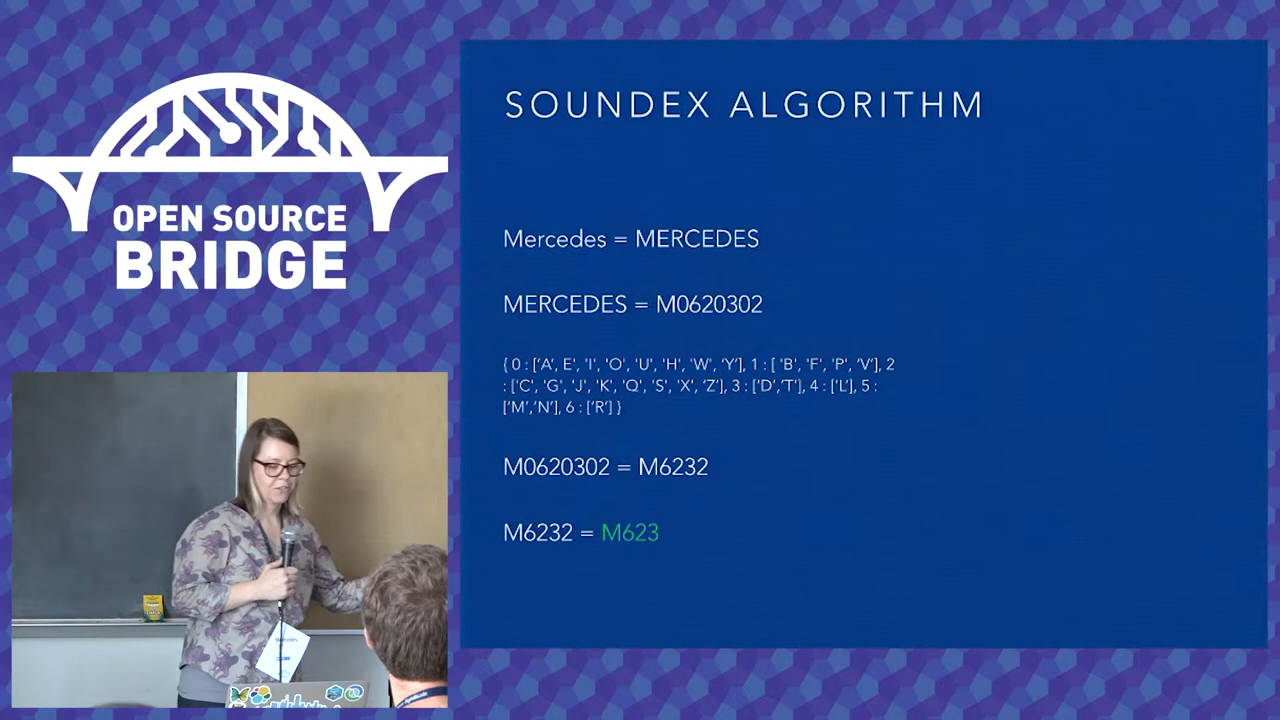 OPEN SOURCE
BRIDGE
SOUNDEX ALGORITHM
Mercedes = MERCEDES
MERCEDES = M0620302
{ 0 : ['A', E', 'I', 'O', 'U', 'H', 'W', 'Y'], 1 : [ 'B', 'F', 'P', 'V'], 2
: ['C', 'G', 'J', 'K', 'Q', 'S', 'X', 'Z'], 3 : ['D','T'], 4 : ['L'], 5 :
['M','N'], 6 : ['R'] }
M0620302 = M6232
M6232 = M623
Mercedes